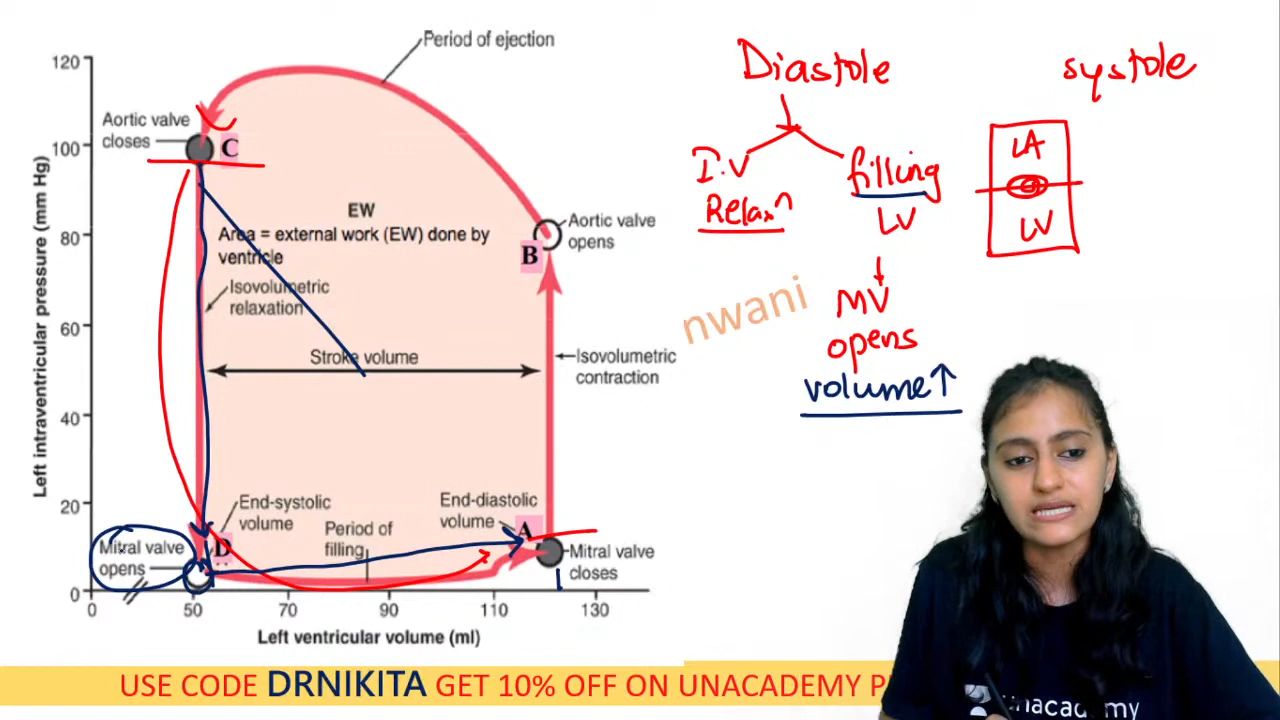 Period of ejection
120
Aortic valve
closes
C
100
80
60
40
20
0
Left intraventricular pressure (mm Hg)
EW
Area = external work (EW) done by
ventricle
Isovolumetric
relaxation
Stroke volume
Aortic valve
opens
B
Isovolumetric
contraction
End-systolic
volume
D
Period of
filling
End-diastolic
volume
A
Mitral valve
opens
Mitral valve
closes
0 50 70 90 110 130
Left ventricular volume (ml)
Diastole
I.V
Relaxⁿ
filling
LV
MV
opens
volume↑
systole
LA
LV
nwani
USE CODE DRNIKITA GET 10% OFF ON UNACADEMY
unacademy